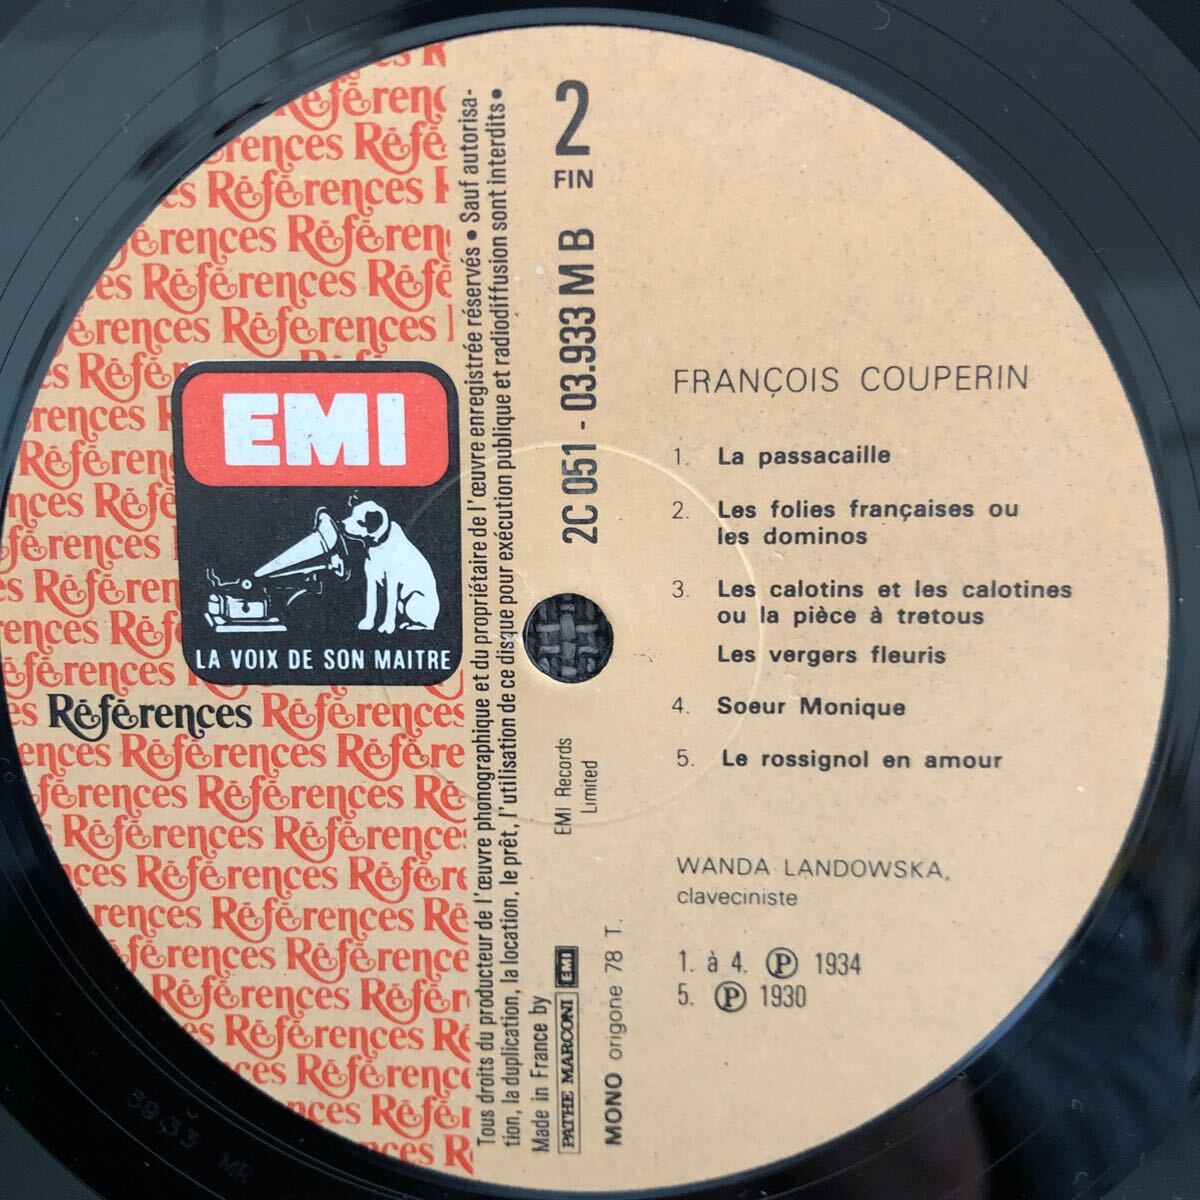 2
FIN
2C 051 - 03.933 M B
FRANÇOIS COUPERIN
1. La passacaille
2. Les folies françaises ou
les dominos
3. Les calotins et les calotines
ou la pièce à tretous
Les vergers fleuris
4. Soeur Monique
5. Le rossignol en amour
WANDA LANDOWSKA,
claveciniste
1. à 4. Ⓟ 1934
5. Ⓟ 1930
MONO origone 78 T.
EMI Records
Limited
Made in France by
PATHE MARCONI EMI
Tous droits du producteur de l'œuvre phonographique et du propriétaire de l'œuvre enregistrée réservés • Sauf autorisa-
tion, la duplication, la location, le prêt, l'utilisation de ce disque pour exécution publique et radiodiffusion sont interdits •
EMI
LA VOIX DE SON MAITRE
Références Références